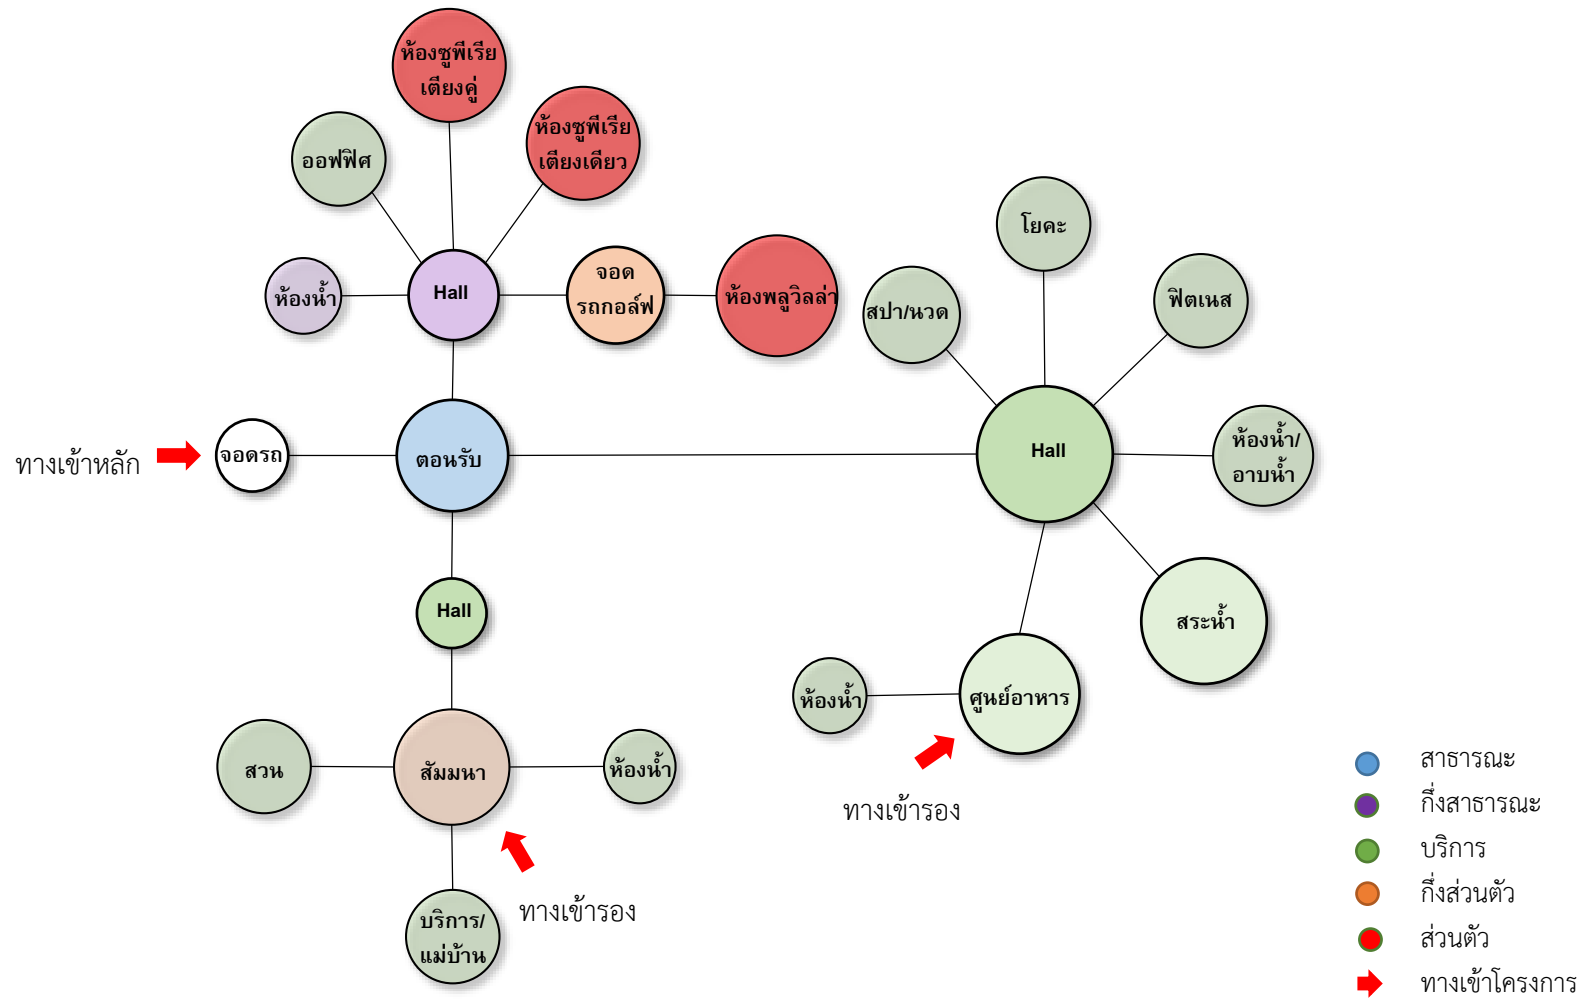 ห้องซูพีเรีย
เตียงคู่
ห้องซูพีเรีย
เตียงเดียว
ออฟฟิศ
ห้องน้ำ
Hall
จอด
รถกอล์ฟ
ห้องพลูวิลล่า
โยคะ
สปา/นวด
ฟิตเนส
ทางเข้าหลัก
จอดรถ
ตอนรับ
Hall
ห้องน้ำ/
อาบน้ำ
Hall
สระน้ำ
ห้องน้ำ
ศูนย์อาหาร
ทางเข้ารอง
สวน
สัมมนา
ห้องน้ำ
ทางเข้ารอง
บริการ/
แม่บ้าน
สาธารณะ
กึ่งสาธารณะ
บริการ
กึ่งส่วนตัว
ส่วนตัว
ทางเข้าโครงการ